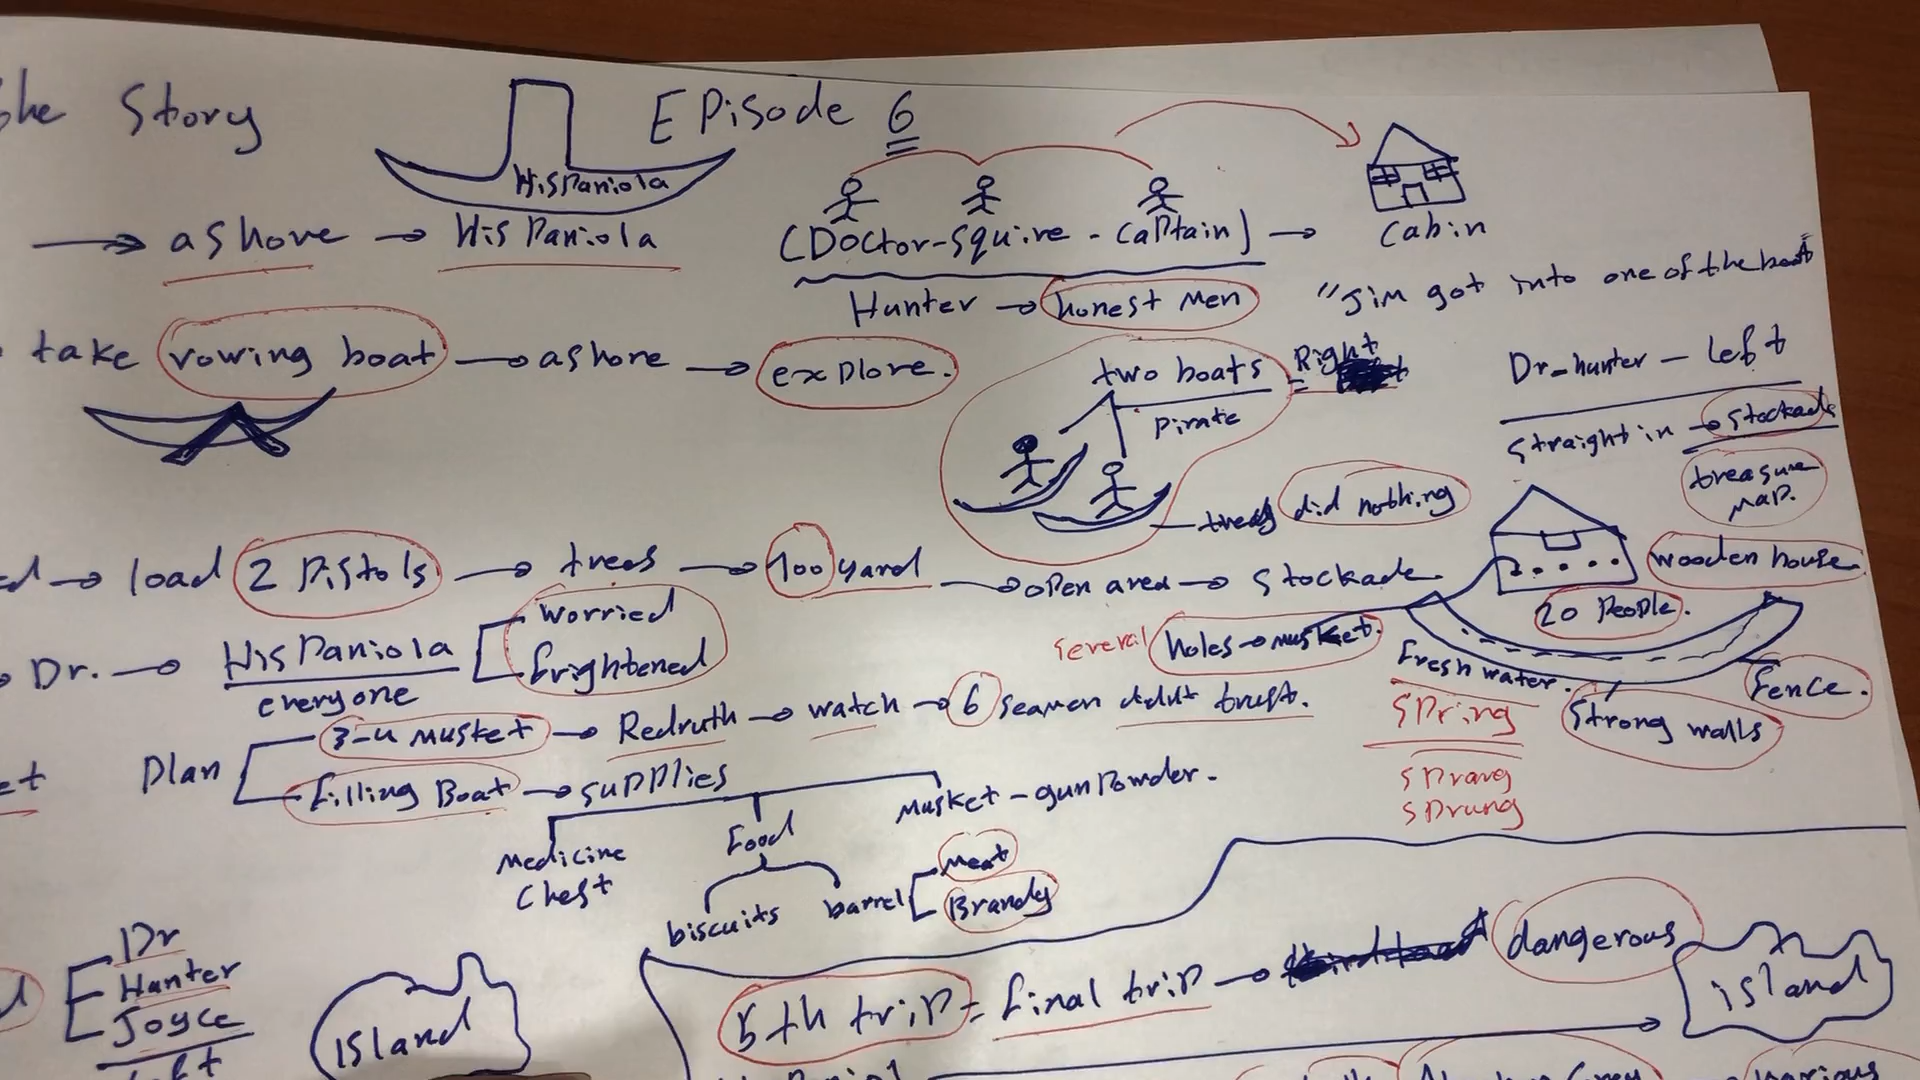 the Story
Episode 6
Hispaniola
→ ashore → Hispaniola
(Doctor - Squire - Captain) → Cabin
Hunter → honest men
"Jim got into one of the boat
take rowing boat → ashore → explore.
two boats = Right
Pirate
Dr - hunter - left
Straight in → stockade
treasure map.
did nothing
→ load 2 Pistols → trees → 100 yard → open area → Stockade
wooden house
20 People.
Several holes → musket.
Fresh water.
Fence.
Spring
Strong walls
sprang
sprung
Dr. → Hispaniola
everyone
worried
frightened
Plan
3-4 musket → Redruth → watch → 6 seamen didn't trust.
filling Boat → supplies
Medicine Chest
Food
Musket - gunpowder.
biscuits
barrel
Meat
Brandy
Dr
Hunter
Joyce
left
island
5th trip = final trip → dangerous
island